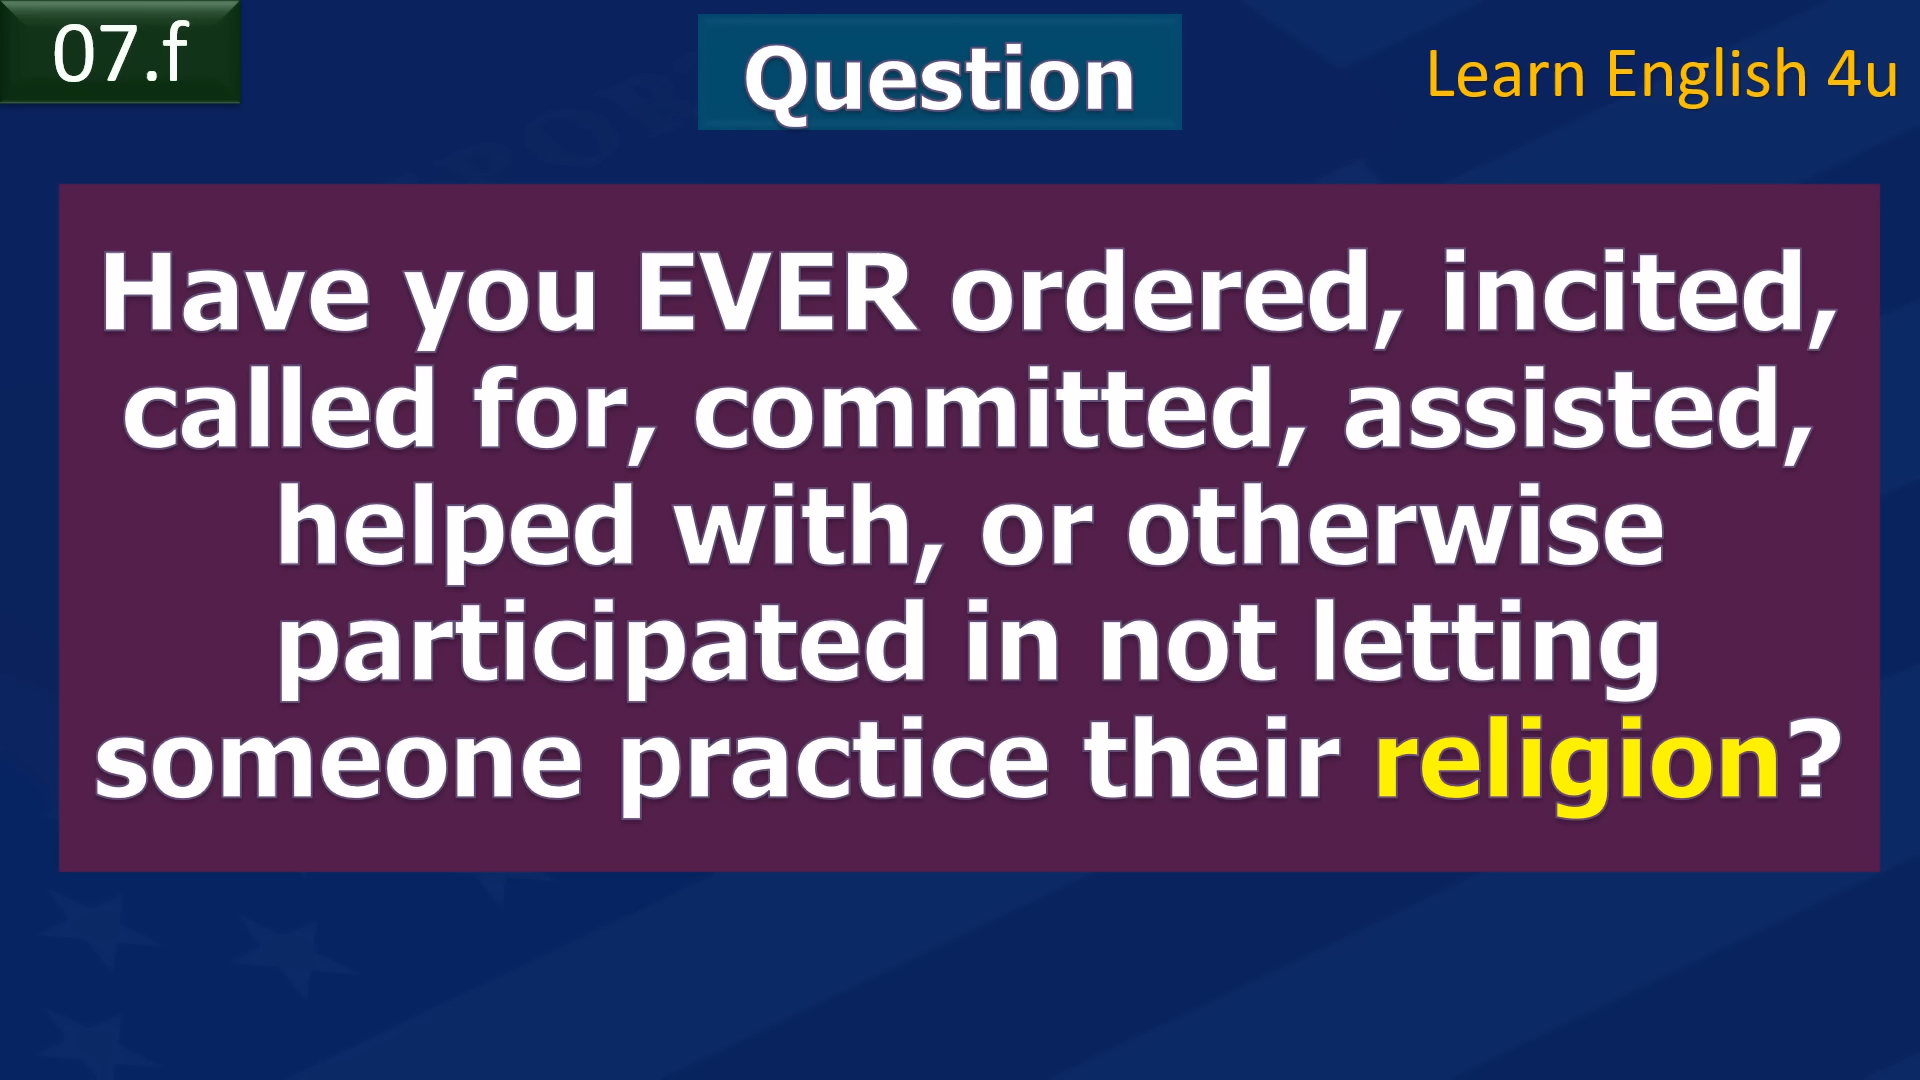 07.f
Question
Learn English 4u
Have you EVER ordered, incited,
called for, committed, assisted,
helped with, or otherwise
participated in not letting
someone practice their religion?